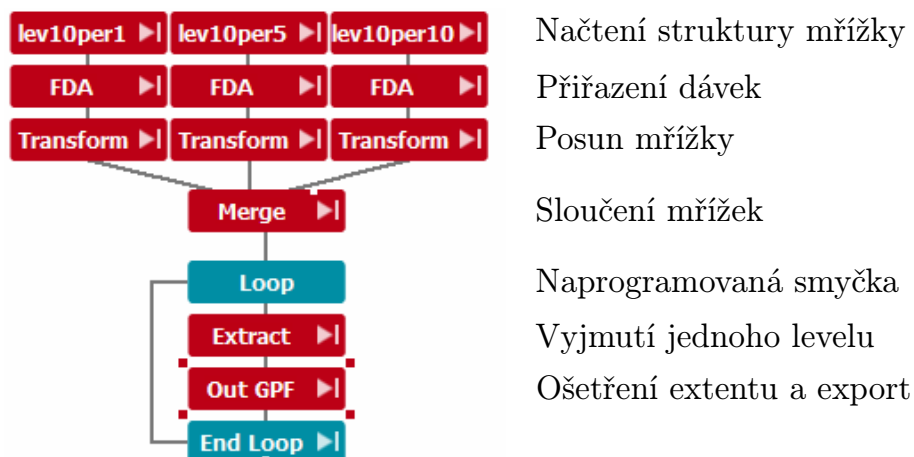 lev10per1 lev10per5 lev10per10 Načtení struktury mřížky
FDA FDA FDA Přiřazení dávek
Transform Transform Transform Posun mřížky
Merge Sloučení mřížek
Loop Naprogramovaná smyčka
Extract Vyjmutí jednoho levelu
Out GPF Ošetření extentu a export
End Loop